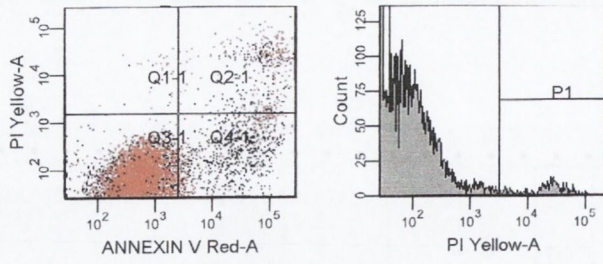 PI Yellow-A
10^5
10^4
10^3
10^2
Q1-1
Q2-1
Q3-1
Q4-1
10^2 10^3 10^4 10^5
ANNEXIN V Red-A
Count
125
100
75
50
25
0
P1
10^2 10^3 10^4 10^5
PI Yellow-A